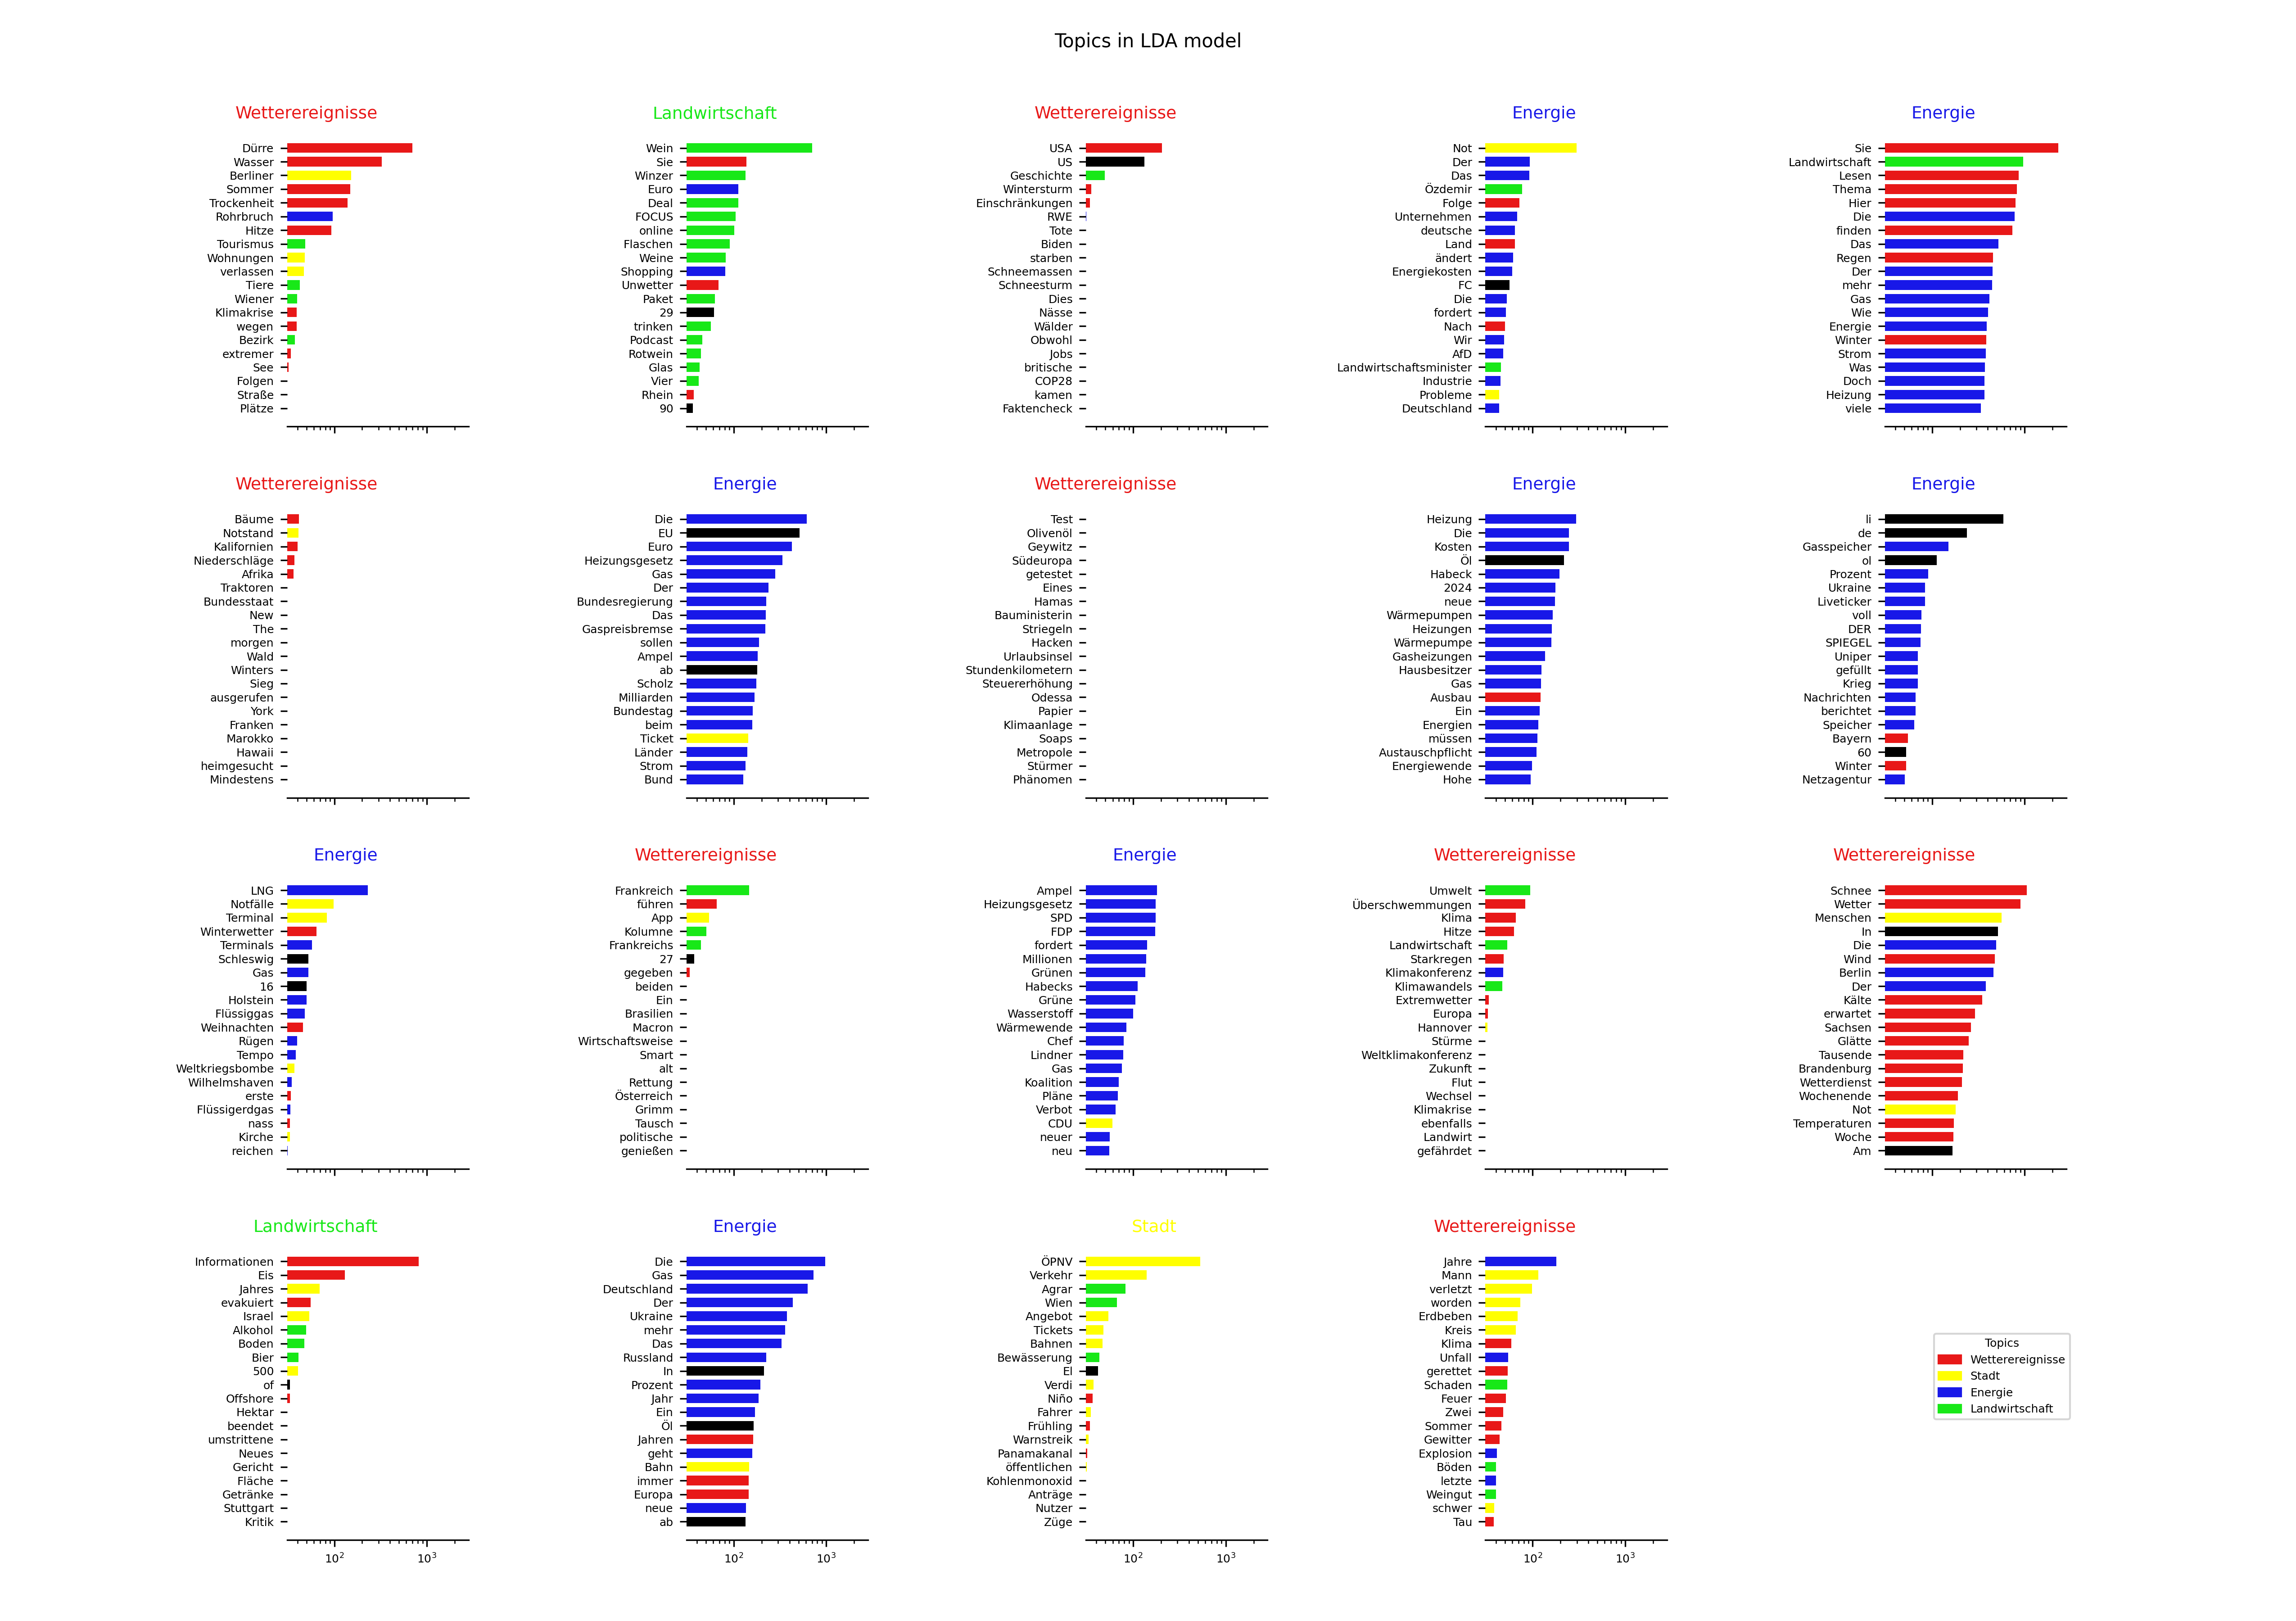 Topics in LDA model
Wetterereignisse
Dürre
Wasser
Berliner
Sommer
Trockenheit
Rohrbruch
Hitze
Tourismus
Wohnungen
verlassen
Tiere
Wiener
Klimakrise
wegen
Bezirk
extremer
See
Folgen
Straße
Plätze
Landwirtschaft
Wein
Sie
Winzer
Euro
Deal
FOCUS
online
Flaschen
Weine
Shopping
Unwetter
Paket
29
trinken
Podcast
Rotwein
Glas
Vier
Rhein
90
Wetterereignisse
USA
US
Geschichte
Wintersturm
Einschränkungen
RWE
Tote
Biden
starben
Schneemassen
Schneesturm
Dies
Nässe
Wälder
Obwohl
Jobs
britische
COP28
kamen
Faktencheck
Energie
Not
Der
Das
Özdemir
Folge
Unternehmen
deutsche
Land
ändert
Energiekosten
FC
Die
fordert
Nach
Wir
AfD
Landwirtschaftsminister
Industrie
Probleme
Deutschland
Energie
Sie
Landwirtschaft
Lesen
Thema
Hier
Die
finden
Das
Regen
Der
mehr
Gas
Wie
Energie
Winter
Strom
Was
Doch
Heizung
viele
Wetterereignisse
Bäume
Notstand
Kalifornien
Niederschläge
Afrika
Traktoren
Bundesstaat
New
The
morgen
Wald
Winters
Sieg
ausgerufen
York
Franken
Marokko
Hawaii
heimgesucht
Mindestens
Energie
Die
EU
Euro
Heizungsgesetz
Gas
Der
Bundesregierung
Das
Gaspreisbremse
sollen
Ampel
ab
Scholz
Milliarden
Bundestag
beim
Ticket
Länder
Strom
Bund
Wetterereignisse
Test
Olivenöl
Geywitz
Südeuropa
getestet
Eines
Hamas
Bauministerin
Striegeln
Hacken
Urlaubsinsel
Stundenkilometern
Steuererhöhung
Odessa
Papier
Klimaanlage
Soaps
Metropole
Stürmer
Phänomen
Energie
Heizung
Die
Kosten
Öl
Habeck
2024
neue
Wärmepumpen
Heizungen
Wärmepumpe
Gasheizungen
Hausbesitzer
Gas
Ausbau
Ein
Energien
müssen
Austauschpflicht
Energiewende
Hohe
Energie
li
de
Gasspeicher
ol
Prozent
Ukraine
Liveticker
voll
DER
SPIEGEL
Uniper
gefüllt
Krieg
Nachrichten
berichtet
Speicher
Bayern
60
Winter
Netzagentur
Energie
LNG
Notfälle
Terminal
Winterwetter
Terminals
Schleswig
Gas
16
Holstein
Flüssiggas
Weihnachten
Rügen
Tempo
Weltkriegsbombe
Wilhelmshaven
erste
Flüssigerdgas
nass
Kirche
reichen
Wetterereignisse
Frankreich
führen
App
Kolumne
Frankreichs
27
gegeben
beiden
Ein
Brasilien
Macron
Wirtschaftsweise
Smart
alt
Rettung
Österreich
Grimm
Tausch
politische
genießen
Energie
Ampel
Heizungsgesetz
SPD
FDP
fordert
Millionen
Grünen
Habecks
Grüne
Wasserstoff
Wärmewende
Chef
Lindner
Gas
Koalition
Pläne
Verbot
CDU
neuer
neu
Wetterereignisse
Umwelt
Überschwemmungen
Klima
Hitze
Landwirtschaft
Starkregen
Klimakonferenz
Klimawandels
Extremwetter
Europa
Hannover
Stürme
Weltklimakonferenz
Zukunft
Flut
Wechsel
Klimakrise
ebenfalls
Landwirt
gefährdet
Wetterereignisse
Schnee
Wetter
Menschen
In
Die
Wind
Berlin
Der
Kälte
erwartet
Sachsen
Glätte
Tausende
Brandenburg
Wetterdienst
Wochenende
Not
Temperaturen
Woche
Am
Landwirtschaft
Informationen
Eis
Jahres
evakuiert
Israel
Alkohol
Boden
Bier
500
of
Offshore
Hektar
beendet
umstrittene
Neues
Gericht
Fläche
Getränke
Stuttgart
Kritik
10² 10³
Energie
Die
Gas
Deutschland
Der
Ukraine
mehr
Das
Russland
In
Prozent
Jahr
Ein
Öl
Jahren
geht
Bahn
immer
Europa
neue
ab
10² 10³
Stadt
ÖPNV
Verkehr
Agrar
Wien
Angebot
Tickets
Bahnen
Bewässerung
El
Verdi
Niño
Fahrer
Frühling
Warnstreik
Panamakanal
öffentlichen
Kohlenmonoxid
Anträge
Nutzer
Züge
10² 10³
Wetterereignisse
Jahre
Mann
verletzt
worden
Erdbeben
Kreis
Klima
Unfall
gerettet
Schaden
Feuer
Zwei
Sommer
Gewitter
Explosion
Böden
letzte
Weingut
schwer
Tau
10² 10³
Topics
Wetterereignisse
Stadt
Energie
Landwirtschaft